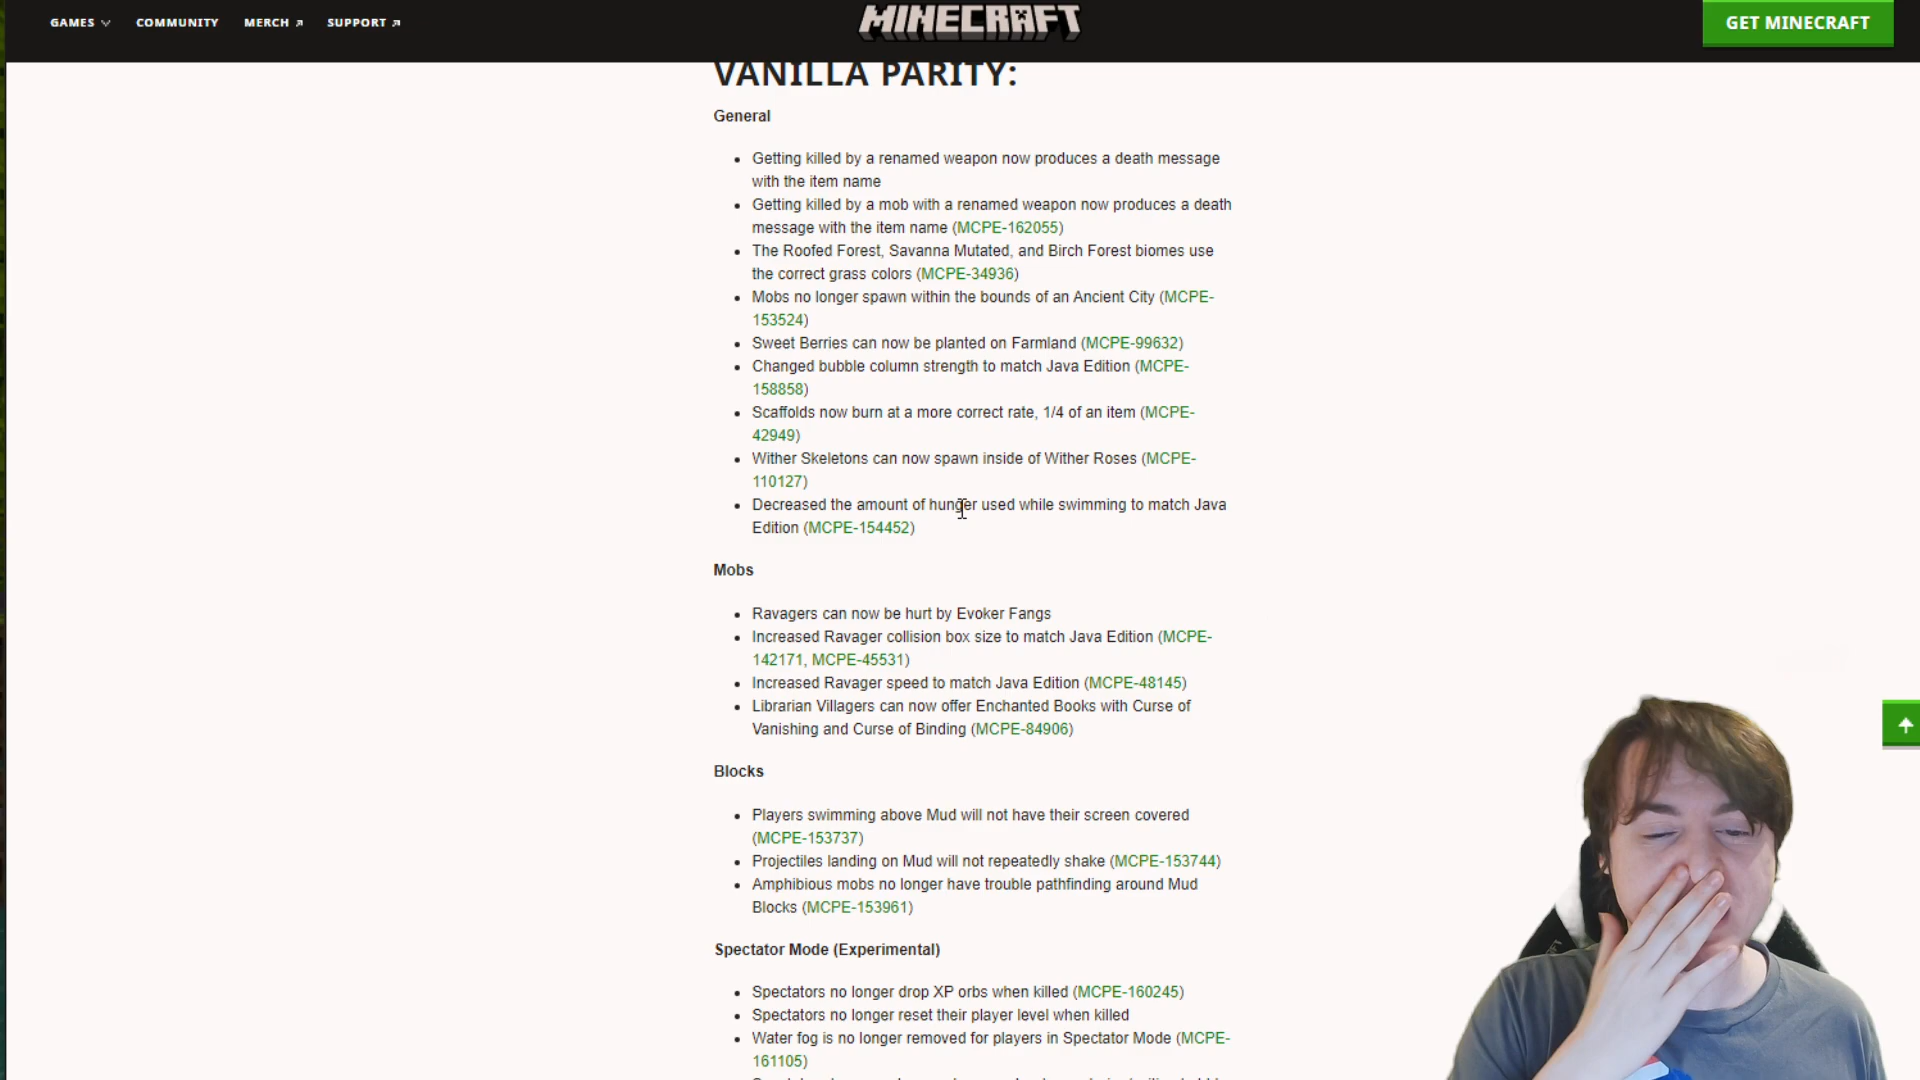 GAMES COMMUNITY MERCH SUPPORT MINECRAFT GET MINECRAFT
VANILLA PARITY:
General
Getting killed by a renamed weapon now produces a death message
with the item name
Getting killed by a mob with a renamed weapon now produces a death
message with the item name (MCPE-162055)
The Roofed Forest, Savanna Mutated, and Birch Forest biomes use
the correct grass colors (MCPE-34936)
Mobs no longer spawn within the bounds of an Ancient City (MCPE-
153524)
Sweet Berries can now be planted on Farmland (MCPE-99632)
Changed bubble column strength to match Java Edition (MCPE-
158858)
Scaffolds now burn at a more correct rate, 1/4 of an item (MCPE-
42949)
Wither Skeletons can now spawn inside of Wither Roses (MCPE-
110127)
Decreased the amount of hunger used while swimming to match Java
Edition (MCPE-154452)
Mobs
Ravagers can now be hurt by Evoker Fangs
Increased Ravager collision box size to match Java Edition (MCPE-
142171, MCPE-45531)
Increased Ravager speed to match Java Edition (MCPE-48145)
Librarian Villagers can now offer Enchanted Books with Curse of
Vanishing and Curse of Binding (MCPE-84906)
Blocks
Players swimming above Mud will not have their screen covered
(MCPE-153737)
Projectiles landing on Mud will not repeatedly shake (MCPE-153744)
Amphibious mobs no longer have trouble pathfinding around Mud
Blocks (MCPE-153961)
Spectator Mode (Experimental)
Spectators no longer drop XP orbs when killed (MCPE-160245)
Spectators no longer reset their player level when killed
Water fog is no longer removed for players in Spectator Mode (MCPE-
161105)